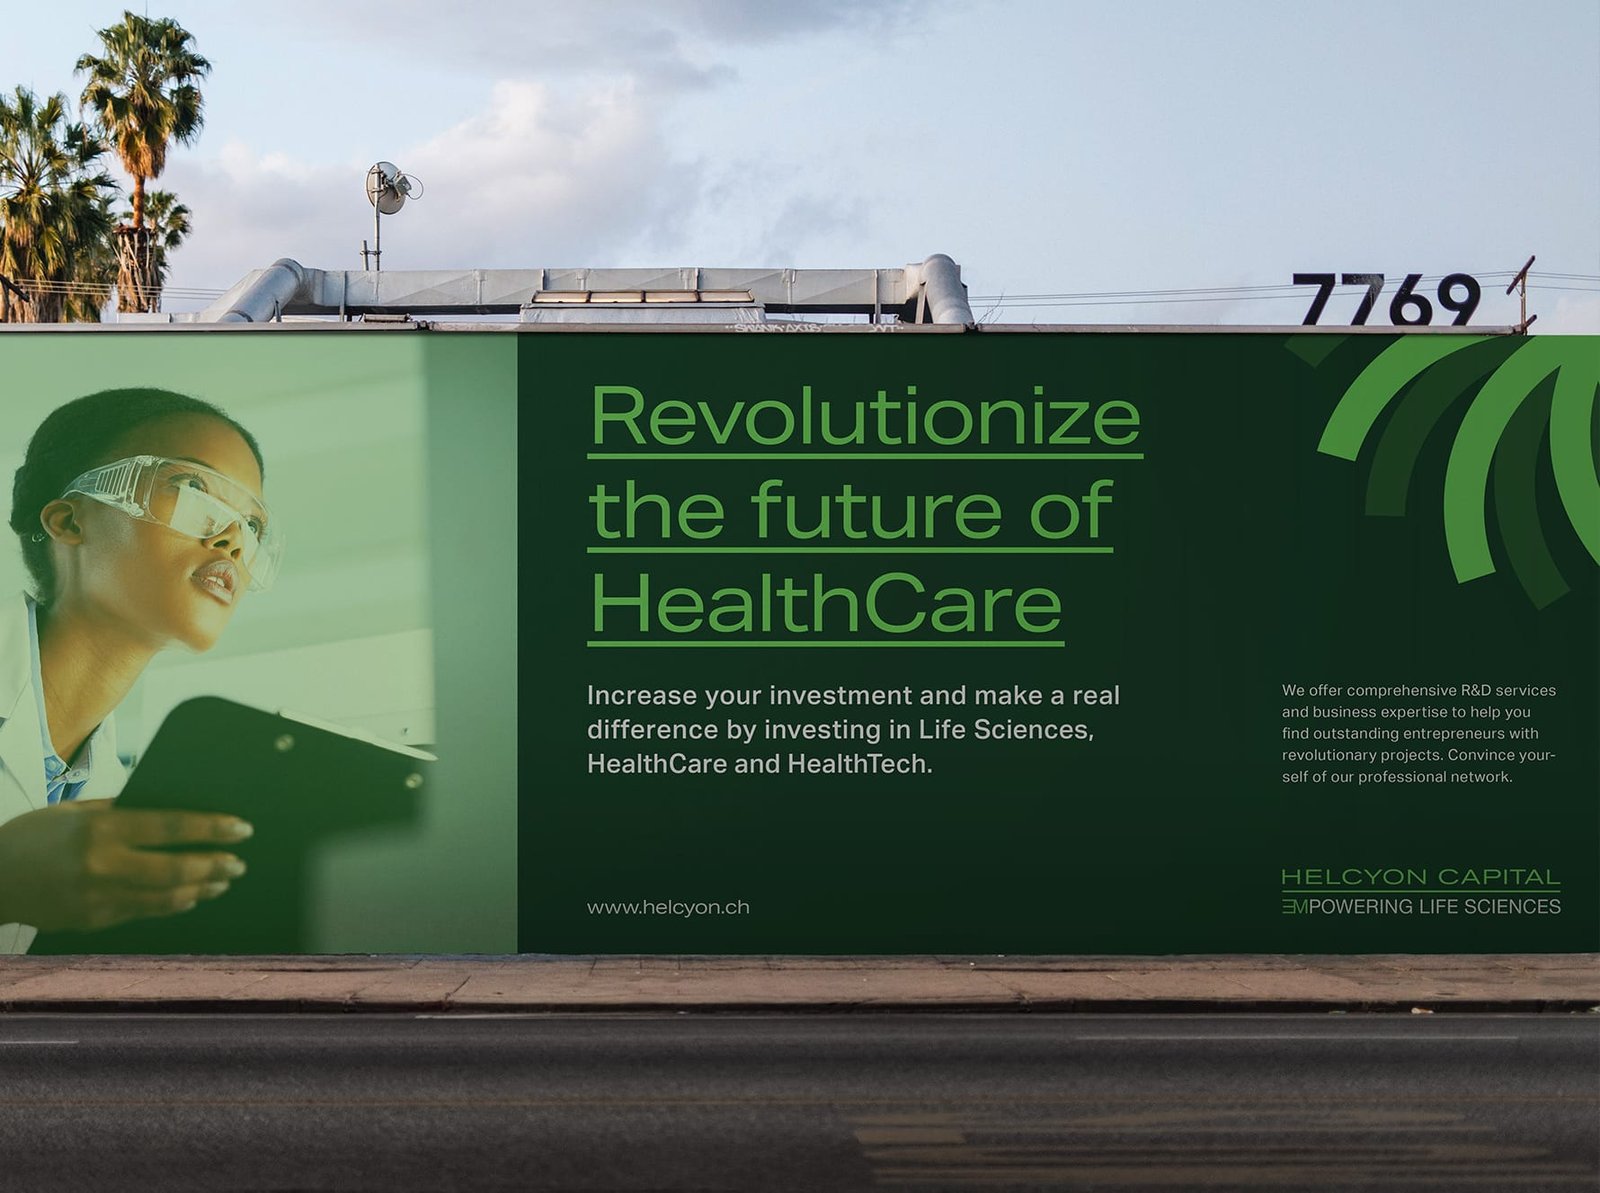 7769
Revolutionize
the future of
HealthCare
Increase your investment and make a real
difference by investing in Life Sciences,
HealthCare and HealthTech.
www.helcyon.ch
We offer comprehensive R&D services
and business expertise to help you
find outstanding entrepreneurs with
revolutionary projects. Convince your-
self of our professional network.
HELCYON CAPITAL
EMPOWERING LIFE SCIENCES